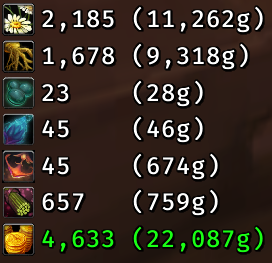 2,185 (11,262g)
1,678 (9,318g)
23 (28g)
45 (46g)
45 (674g)
657 (759g)
4,633 (22,087g)